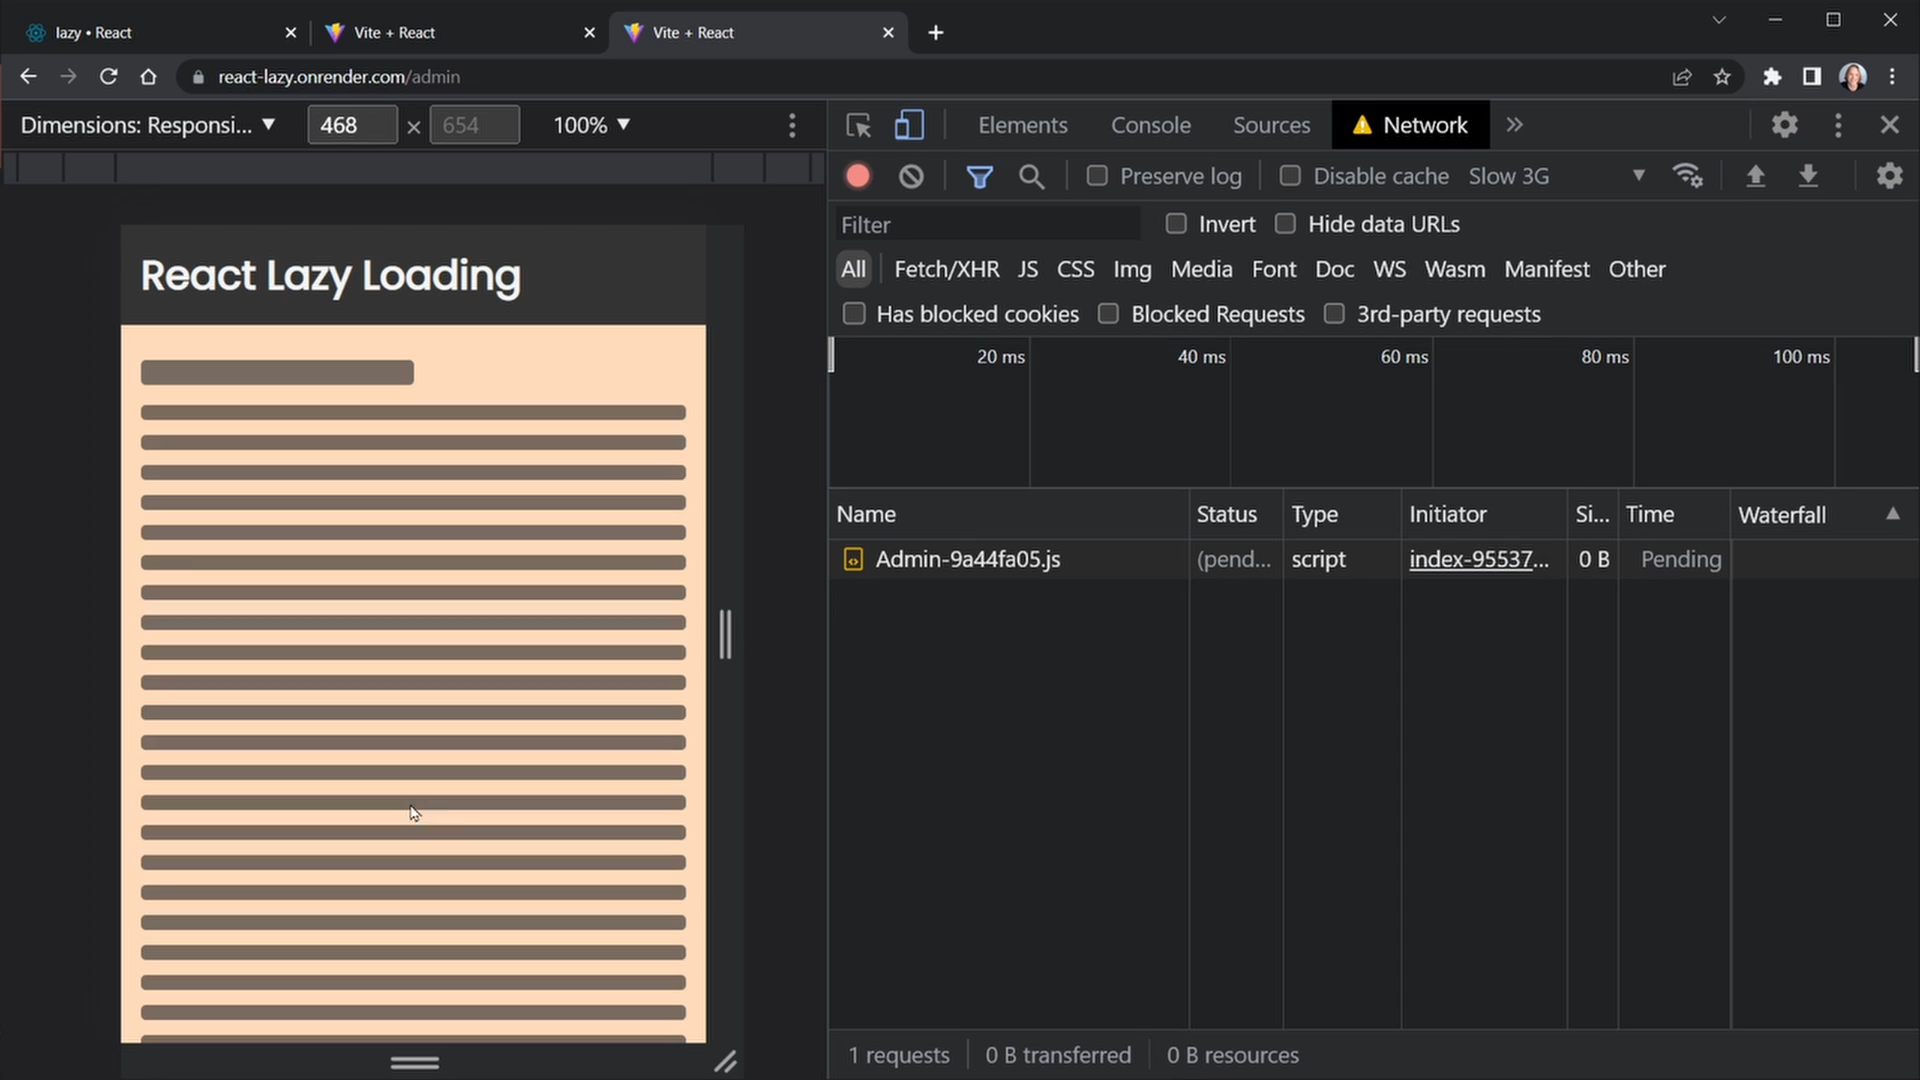 lazy • React
Vite + React
Vite + React
react-lazy.onrender.com/admin
Dimensions: Responsi... ▼ 468 × 654 100% ▼
Elements Console Sources Network
Preserve log Disable cache Slow 3G ▼
Filter Invert Hide data URLs
All Fetch/XHR JS CSS Img Media Font Doc WS Wasm Manifest Other
Has blocked cookies Blocked Requests 3rd-party requests
React Lazy Loading
20 ms 40 ms 60 ms 80 ms 100 ms
Name Status Type Initiator Si... Time Waterfall
Admin-9a44fa05.js (pend... script index-95537... 0 B Pending
1 requests 0 B transferred 0 B resources